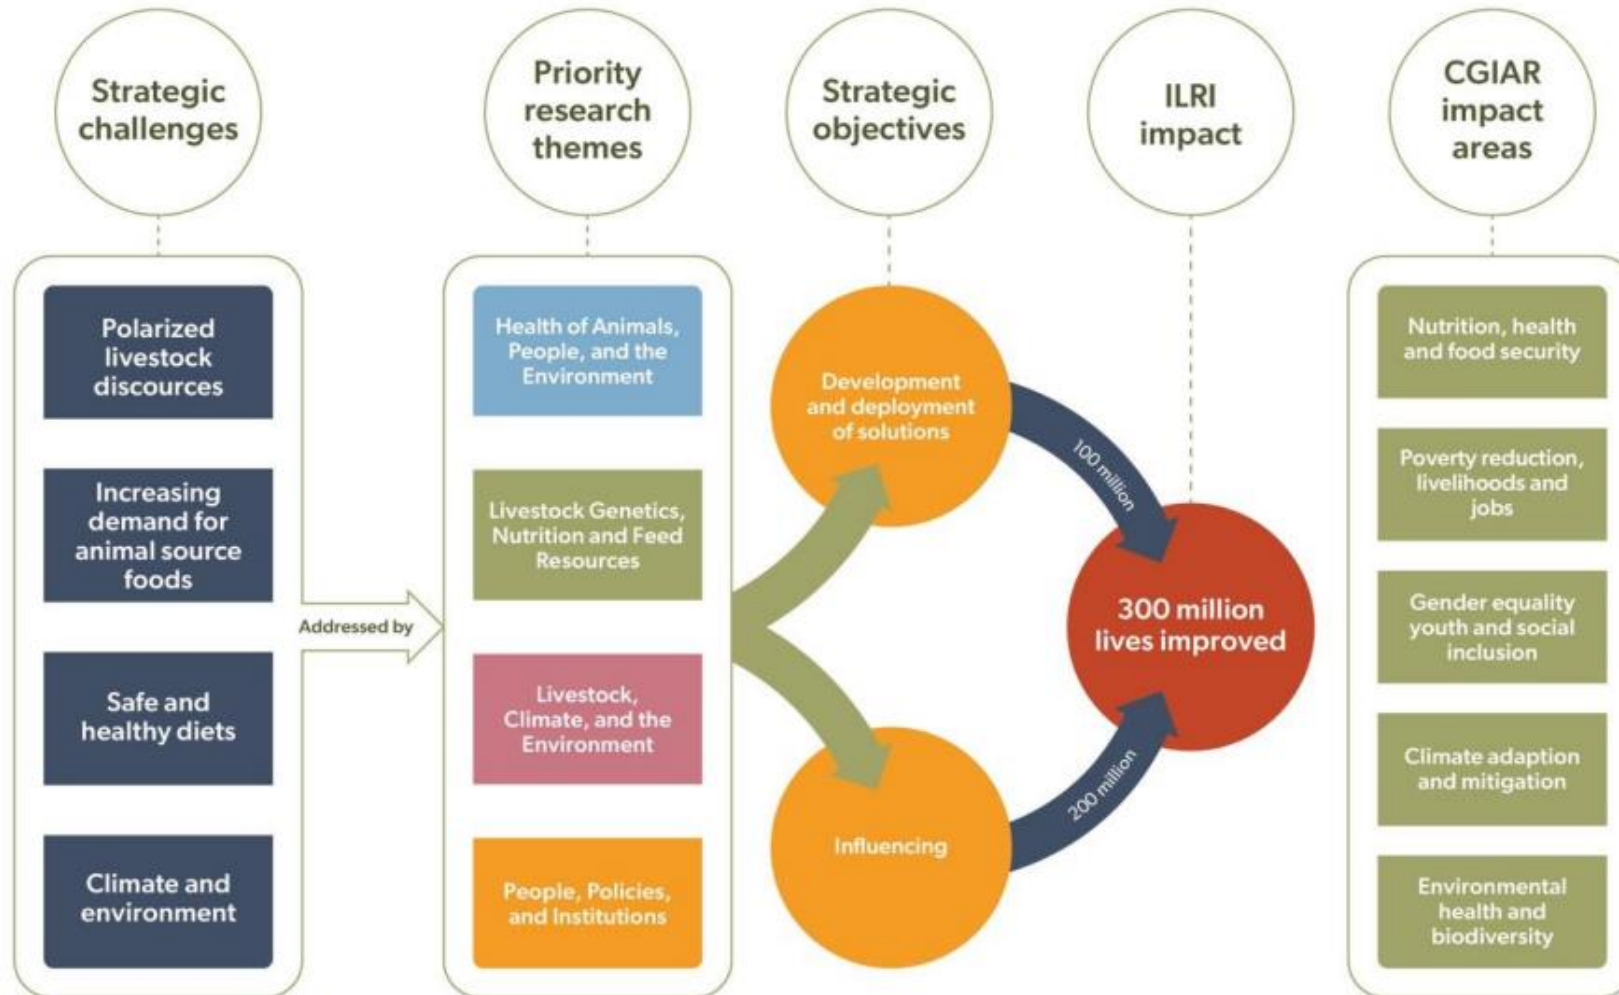 Strategic
challenges
Priority
research
themes
Strategic
objectives
ILRI
impact
CGIAR
impact
areas
Polarized
livestock
discources
Increasing
demand for
animal source
foods
Safe and
healthy diets
Climate and
environment
Addressed by
Health of Animals,
People, and the
Environment
Livestock Genetics,
Nutrition and Feed
Resources
Livestock,
Climate, and the
Environment
People, Policies,
and Institutions
Development
and deployment
of solutions
Influencing
100 million
200 million
300 million
lives improved
Nutrition, health
and food security
Poverty reduction,
livelihoods and
jobs
Gender equality
youth and social
inclusion
Climate adaption
and mitigation
Environmental
health and
biodiversity